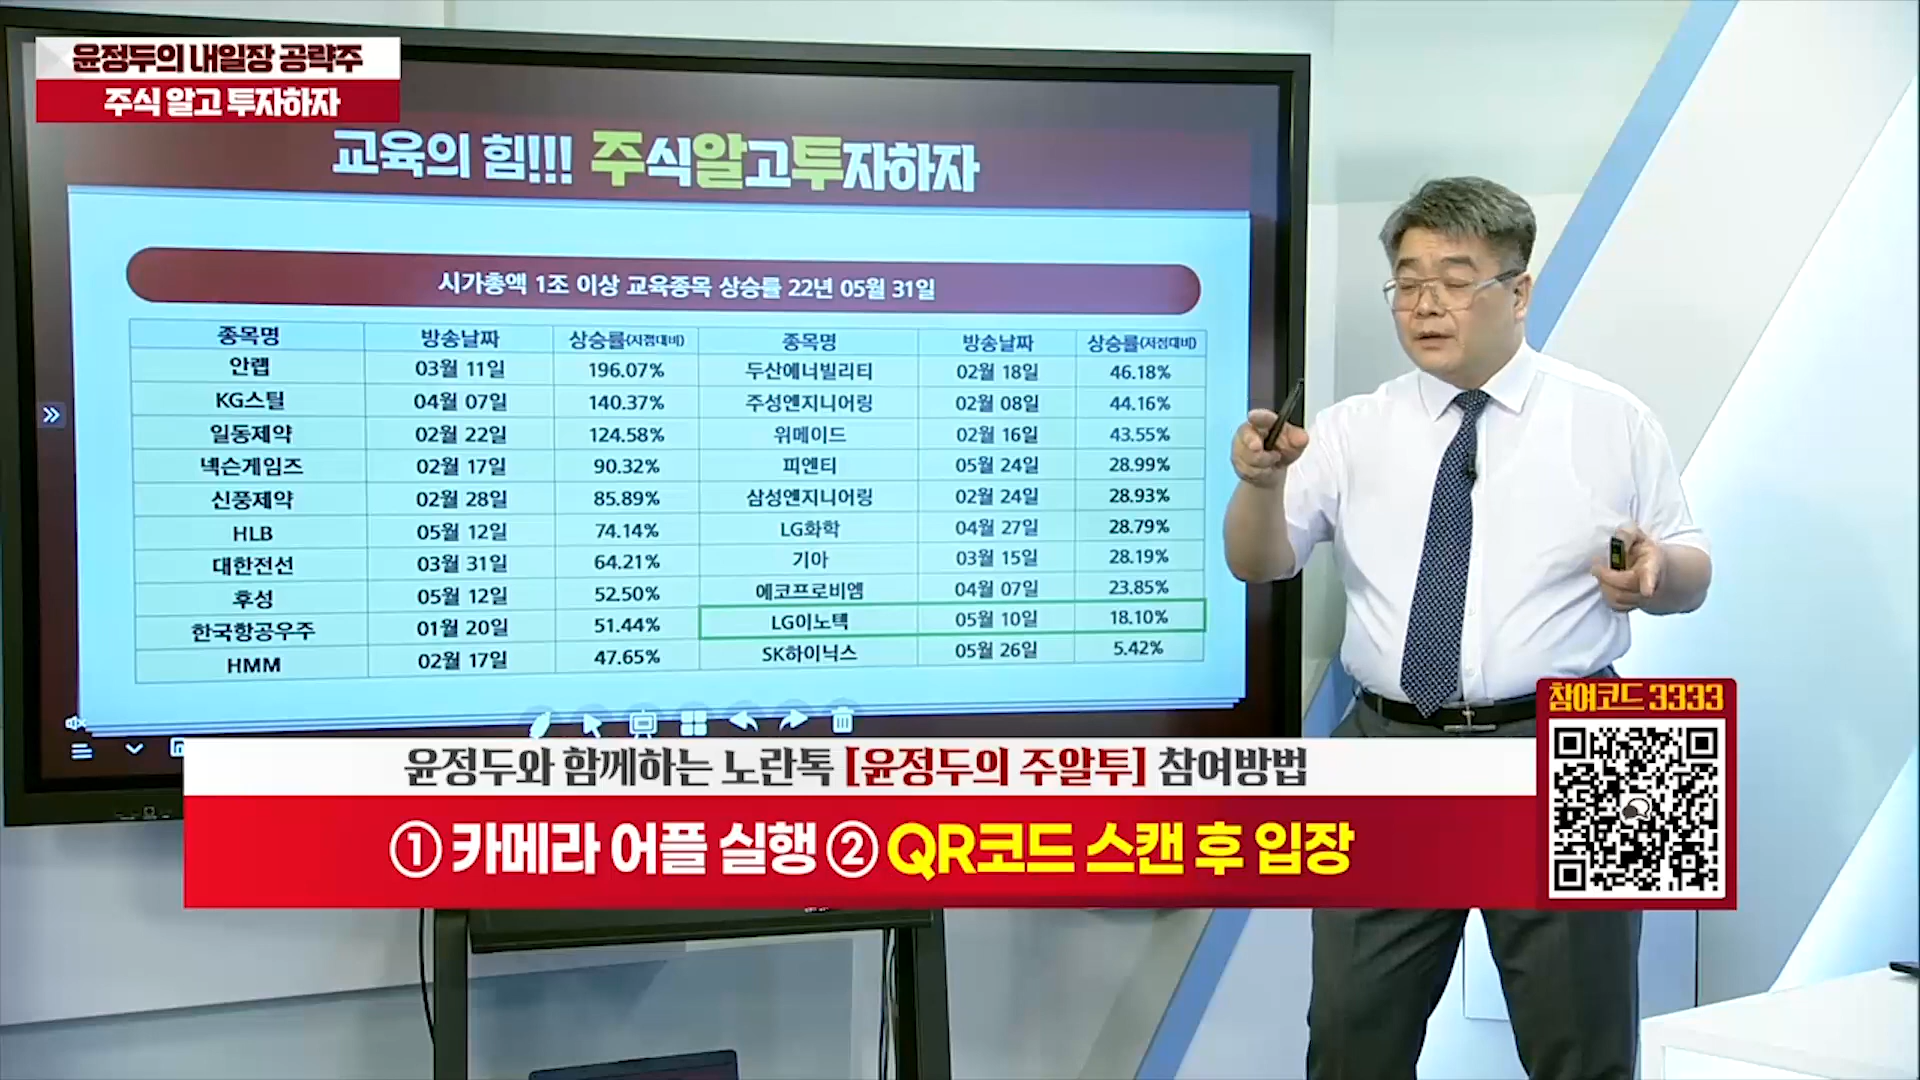 윤정두의 내일장 공략주
주식 알고 투자하자
교육의 힘!!! 주식알고투자하자
시가총액 1조 이상 교육종목 상승률 22년 05월 31일
종목명 방송날짜 상승률(저점대비) 종목명 방송날짜 상승률(저점대비)
안랩 03월 11일 196.07% 두산에너빌리티 02월 18일 46.18%
KG스틸 04월 07일 140.37% 주성엔지니어링 02월 08일 44.16%
일동제약 02월 22일 124.58% 위메이드 02월 16일 43.55%
넥슨게임즈 02월 17일 90.32% 피엔티 05월 24일 28.99%
신풍제약 02월 28일 85.89% 삼성엔지니어링 02월 24일 28.93%
HLB 05월 12일 74.14% LG화학 04월 27일 28.79%
대한전선 03월 31일 64.21% 기아 03월 15일 28.19%
후성 05월 12일 52.50% 에코프로비엠 04월 07일 23.85%
한국항공우주 01월 20일 51.44% LG이노텍 05월 10일 18.10%
HMM 02월 17일 47.65% SK하이닉스 05월 26일 5.42%
참여코드 3333
윤정두와 함께하는 노란톡 [윤정두의 주알투] 참여방법
① 카메라 어플 실행 ② QR코드 스캔 후 입장